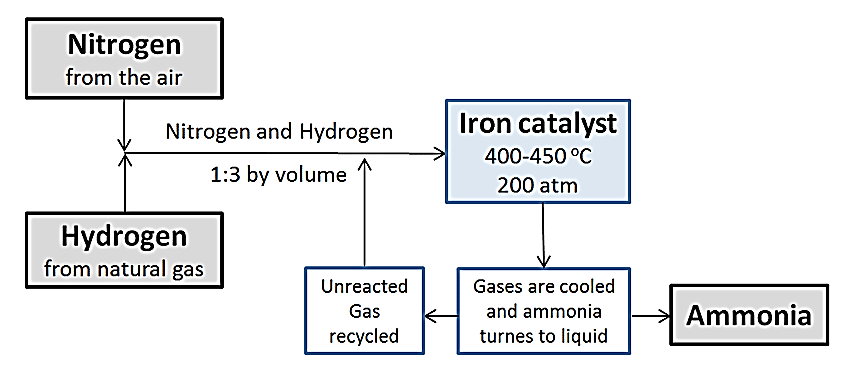 Nitrogen
from the air
Nitrogen and Hydrogen
1:3 by volume
Hydrogen
from natural gas
Iron catalyst
400-450 ºC
200 atm
Unreacted
Gas
recycled
Gases are cooled
and ammonia
turnes to liquid
Ammonia